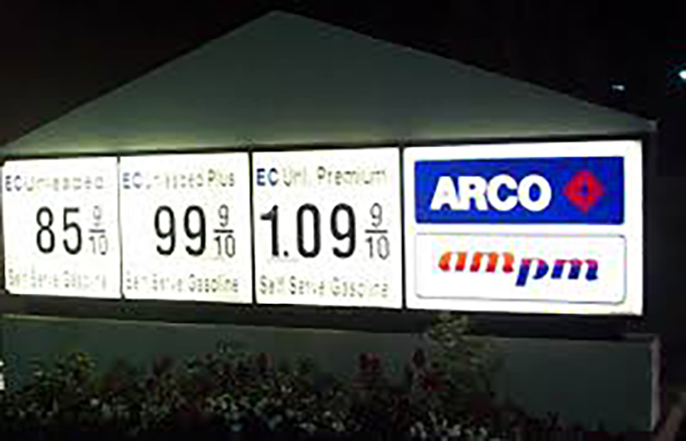 EC Unleaded
85 9/10
Self Serve Gasoline
EC Unleaded Plus
99 9/10
Self Serve Gasoline
EC Unl. Premium
1.09 9/10
Self Serve Gasoline
ARCO
ampm